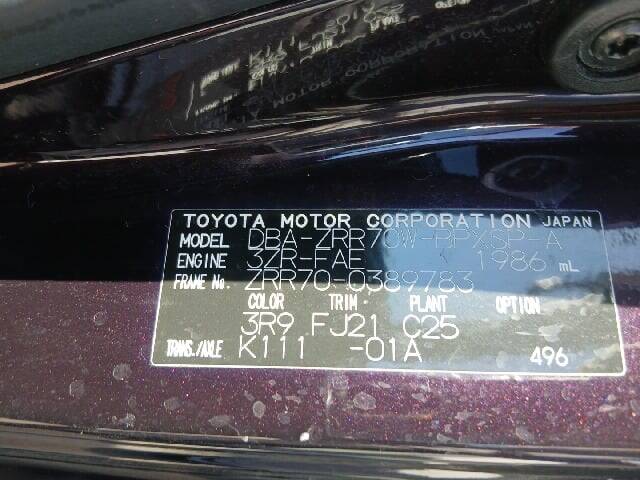 TOYOTA MOTOR CORPORATION JAPAN
MODEL DBA-ZRR70W-BPXSP-A
ENGINE 3ZR-FAE 1986 mL
FRAME No. ZRR70-0389783
COLOR TRIM PLANT OPTION
3R9 FJ21 C25
TRANS./AXLE K111 -01A 496